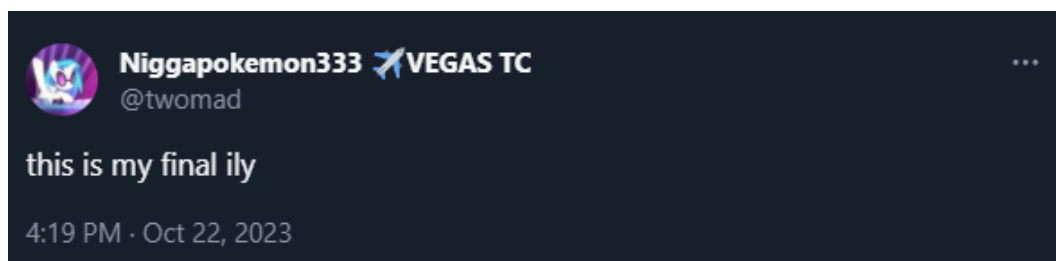 Niggapokemon333 ✈️VEGAS TC
@twomad
this is my final ily
4:19 PM · Oct 22, 2023